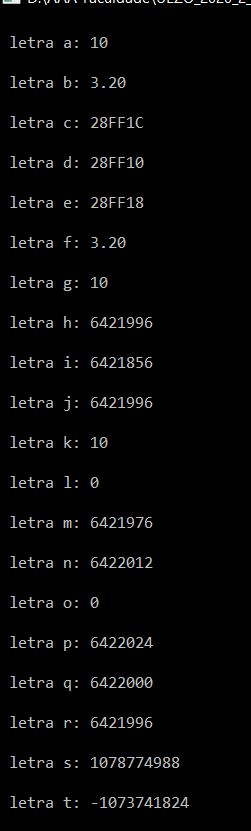 letra a: 10
letra b: 3.20
letra c: 28FF1C
letra d: 28FF10
letra e: 28FF18
letra f: 3.20
letra g: 10
letra h: 6421996
letra i: 6421856
letra j: 6421996
letra k: 10
letra l: 0
letra m: 6421976
letra n: 6422012
letra o: 0
letra p: 6422024
letra q: 6422000
letra r: 6421996
letra s: 1078774988
letra t: -1073741824